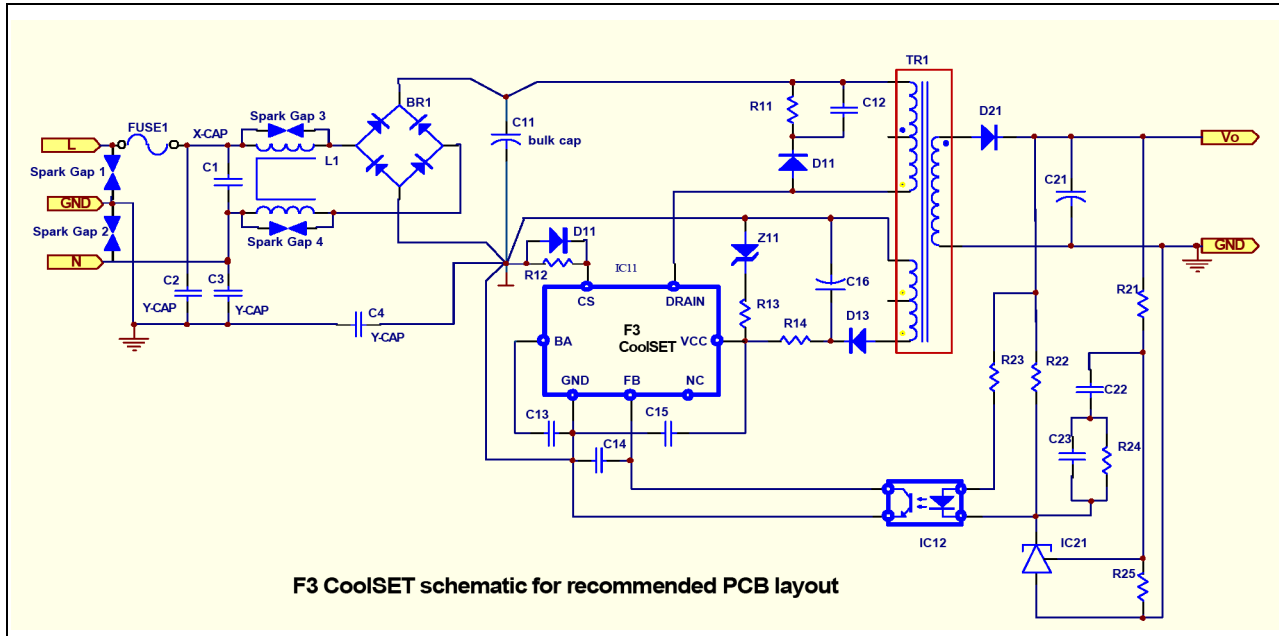 TR1
BR1
D21
R11
C12
FUSE1
X-CAP
Spark Gap 3
C11
bulk cap
L
Vo
C1
L1
D11
Spark Gap 1
C21
GND
Spark Gap 2
Spark Gap 4
D11
Z11
GND
N
R12
IC11
C2
C3
CS
DRAIN
C16
R21
Y-CAP
Y-CAP
R13
C4
F3
CoolSET
R14
D13
Y-CAP
BA
VCC
R23
R22
GND
FB
NC
C22
C13
C15
C14
C23
R24
IC12
IC21
R25
F3 CoolSET schematic for recommended PCB layout